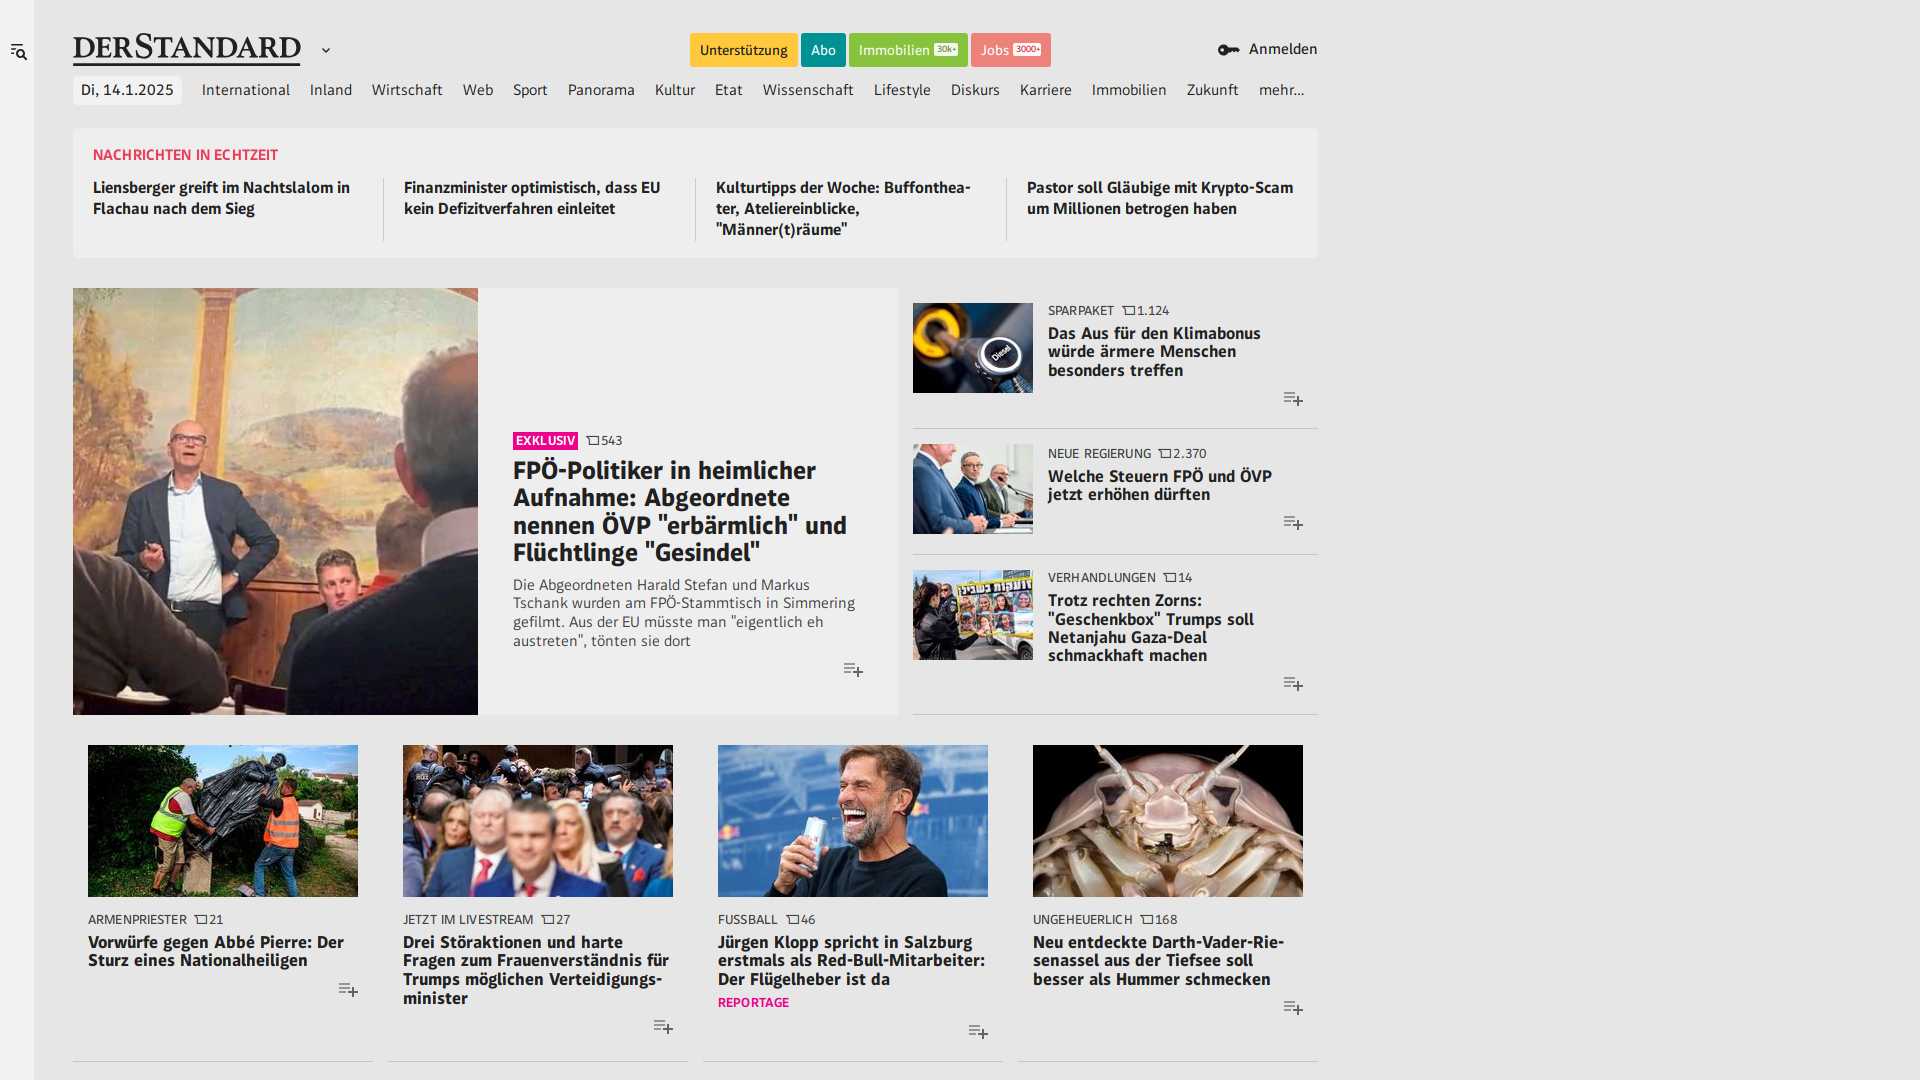 DERSTANDARD
Unterstützung
Abo
Immobilien 30k+
Jobs 3000+
Anmelden
Di, 14.1.2025
International
Inland
Wirtschaft
Web
Sport
Panorama
Kultur
Etat
Wissenschaft
Lifestyle
Diskurs
Karriere
Immobilien
Zukunft
mehr...
NACHRICHTEN IN ECHTZEIT
Liensberger greift im Nachtslalom in
Flachau nach dem Sieg
Finanzminister optimistisch, dass EU
kein Defizitverfahren einleitet
Kulturtipps der Woche: Buffonthea-
ter, Ateliereinblicke,
"Männer(t)räume"
Pastor soll Gläubige mit Krypto-Scam
um Millionen betrogen haben
EXKLUSIV 543
FPÖ-Politiker in heimlicher
Aufnahme: Abgeordnete
nennen ÖVP "erbärmlich" und
Flüchtlinge "Gesindel"
Die Abgeordneten Harald Stefan und Markus
Tschank wurden am FPÖ-Stammtisch in Simmering
gefilmt. Aus der EU müsste man "eigentlich eh
austreten", tönten sie dort
Diesel
SPARPAKET 1.124
Das Aus für den Klimabonus
würde ärmere Menschen
besonders treffen
NEUE REGIERUNG 2.370
Welche Steuern FPÖ und ÖVP
jetzt erhöhen dürften
VERHANDLUNGEN 14
Trotz rechten Zorns:
"Geschenkbox" Trumps soll
Netanjahu Gaza-Deal
schmackhaft machen
ARMENPRIESTER 21
Vorwürfe gegen Abbé Pierre: Der
Sturz eines Nationalheiligen
JETZT IM LIVESTREAM 27
Drei Störaktionen und harte
Fragen zum Frauenverständnis für
Trumps möglichen Verteidigungs-
minister
FUSSBALL 46
Jürgen Klopp spricht in Salzburg
erstmals als Red-Bull-Mitarbeiter:
Der Flügelheber ist da
REPORTAGE
UNGEHEUERLICH 168
Neu entdeckte Darth-Vader-Rie-
senassel aus der Tiefsee soll
besser als Hummer schmecken